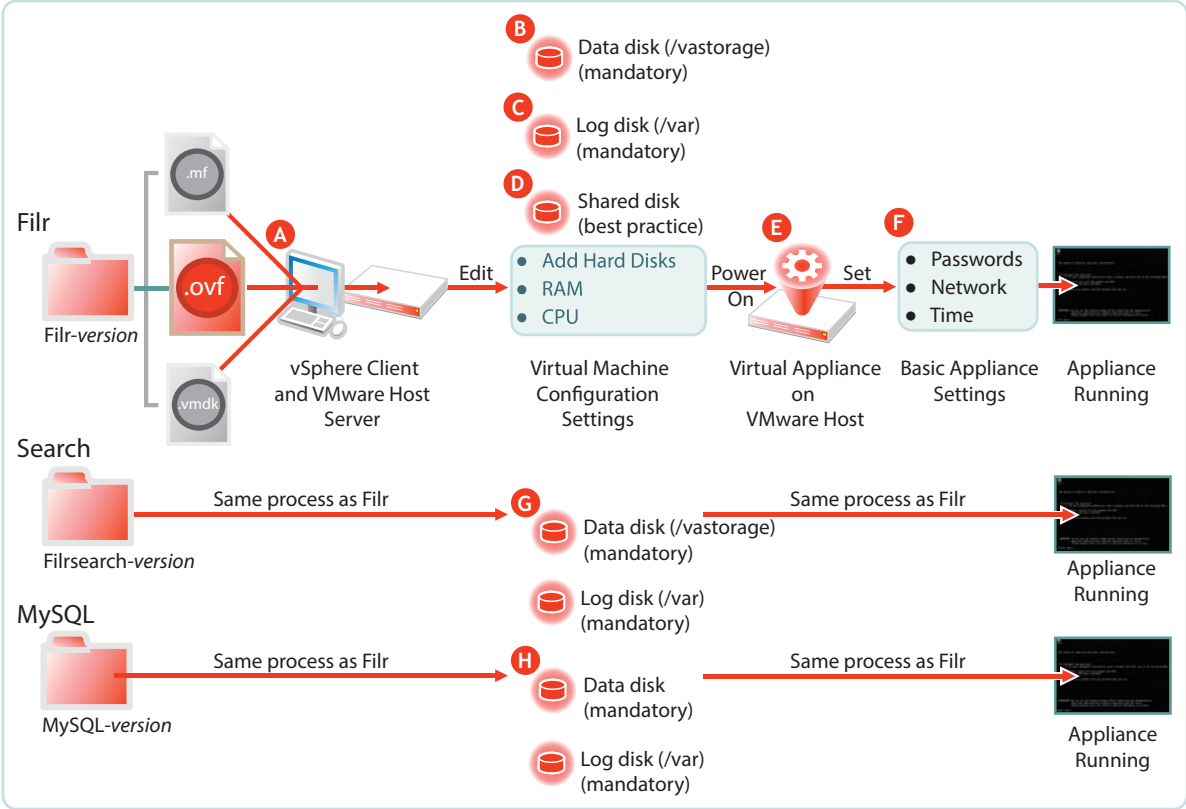 B
Data disk (/vastorage)
(mandatory)
C
Log disk (/var)
(mandatory)
D
Shared disk
(best practice)
Filr
.mf
.ovf
.vmdk
Filr-version
A
vSphere Client
and VMware Host
Server
Edit
● Add Hard Disks
● RAM
● CPU
Virtual Machine
Configuration
Settings
Power
On
E
Virtual Appliance
on
VMware Host
Set
F
● Passwords
● Network
● Time
Basic Appliance
Settings
Appliance
Running
Search
Filrsearch-version
Same process as Filr
G
Data disk (/vastorage)
(mandatory)
Log disk (/var)
(mandatory)
Same process as Filr
Appliance
Running
MySQL
MySQL-version
Same process as Filr
H
Data disk
(mandatory)
Log disk (/var)
(mandatory)
Same process as Filr
Appliance
Running